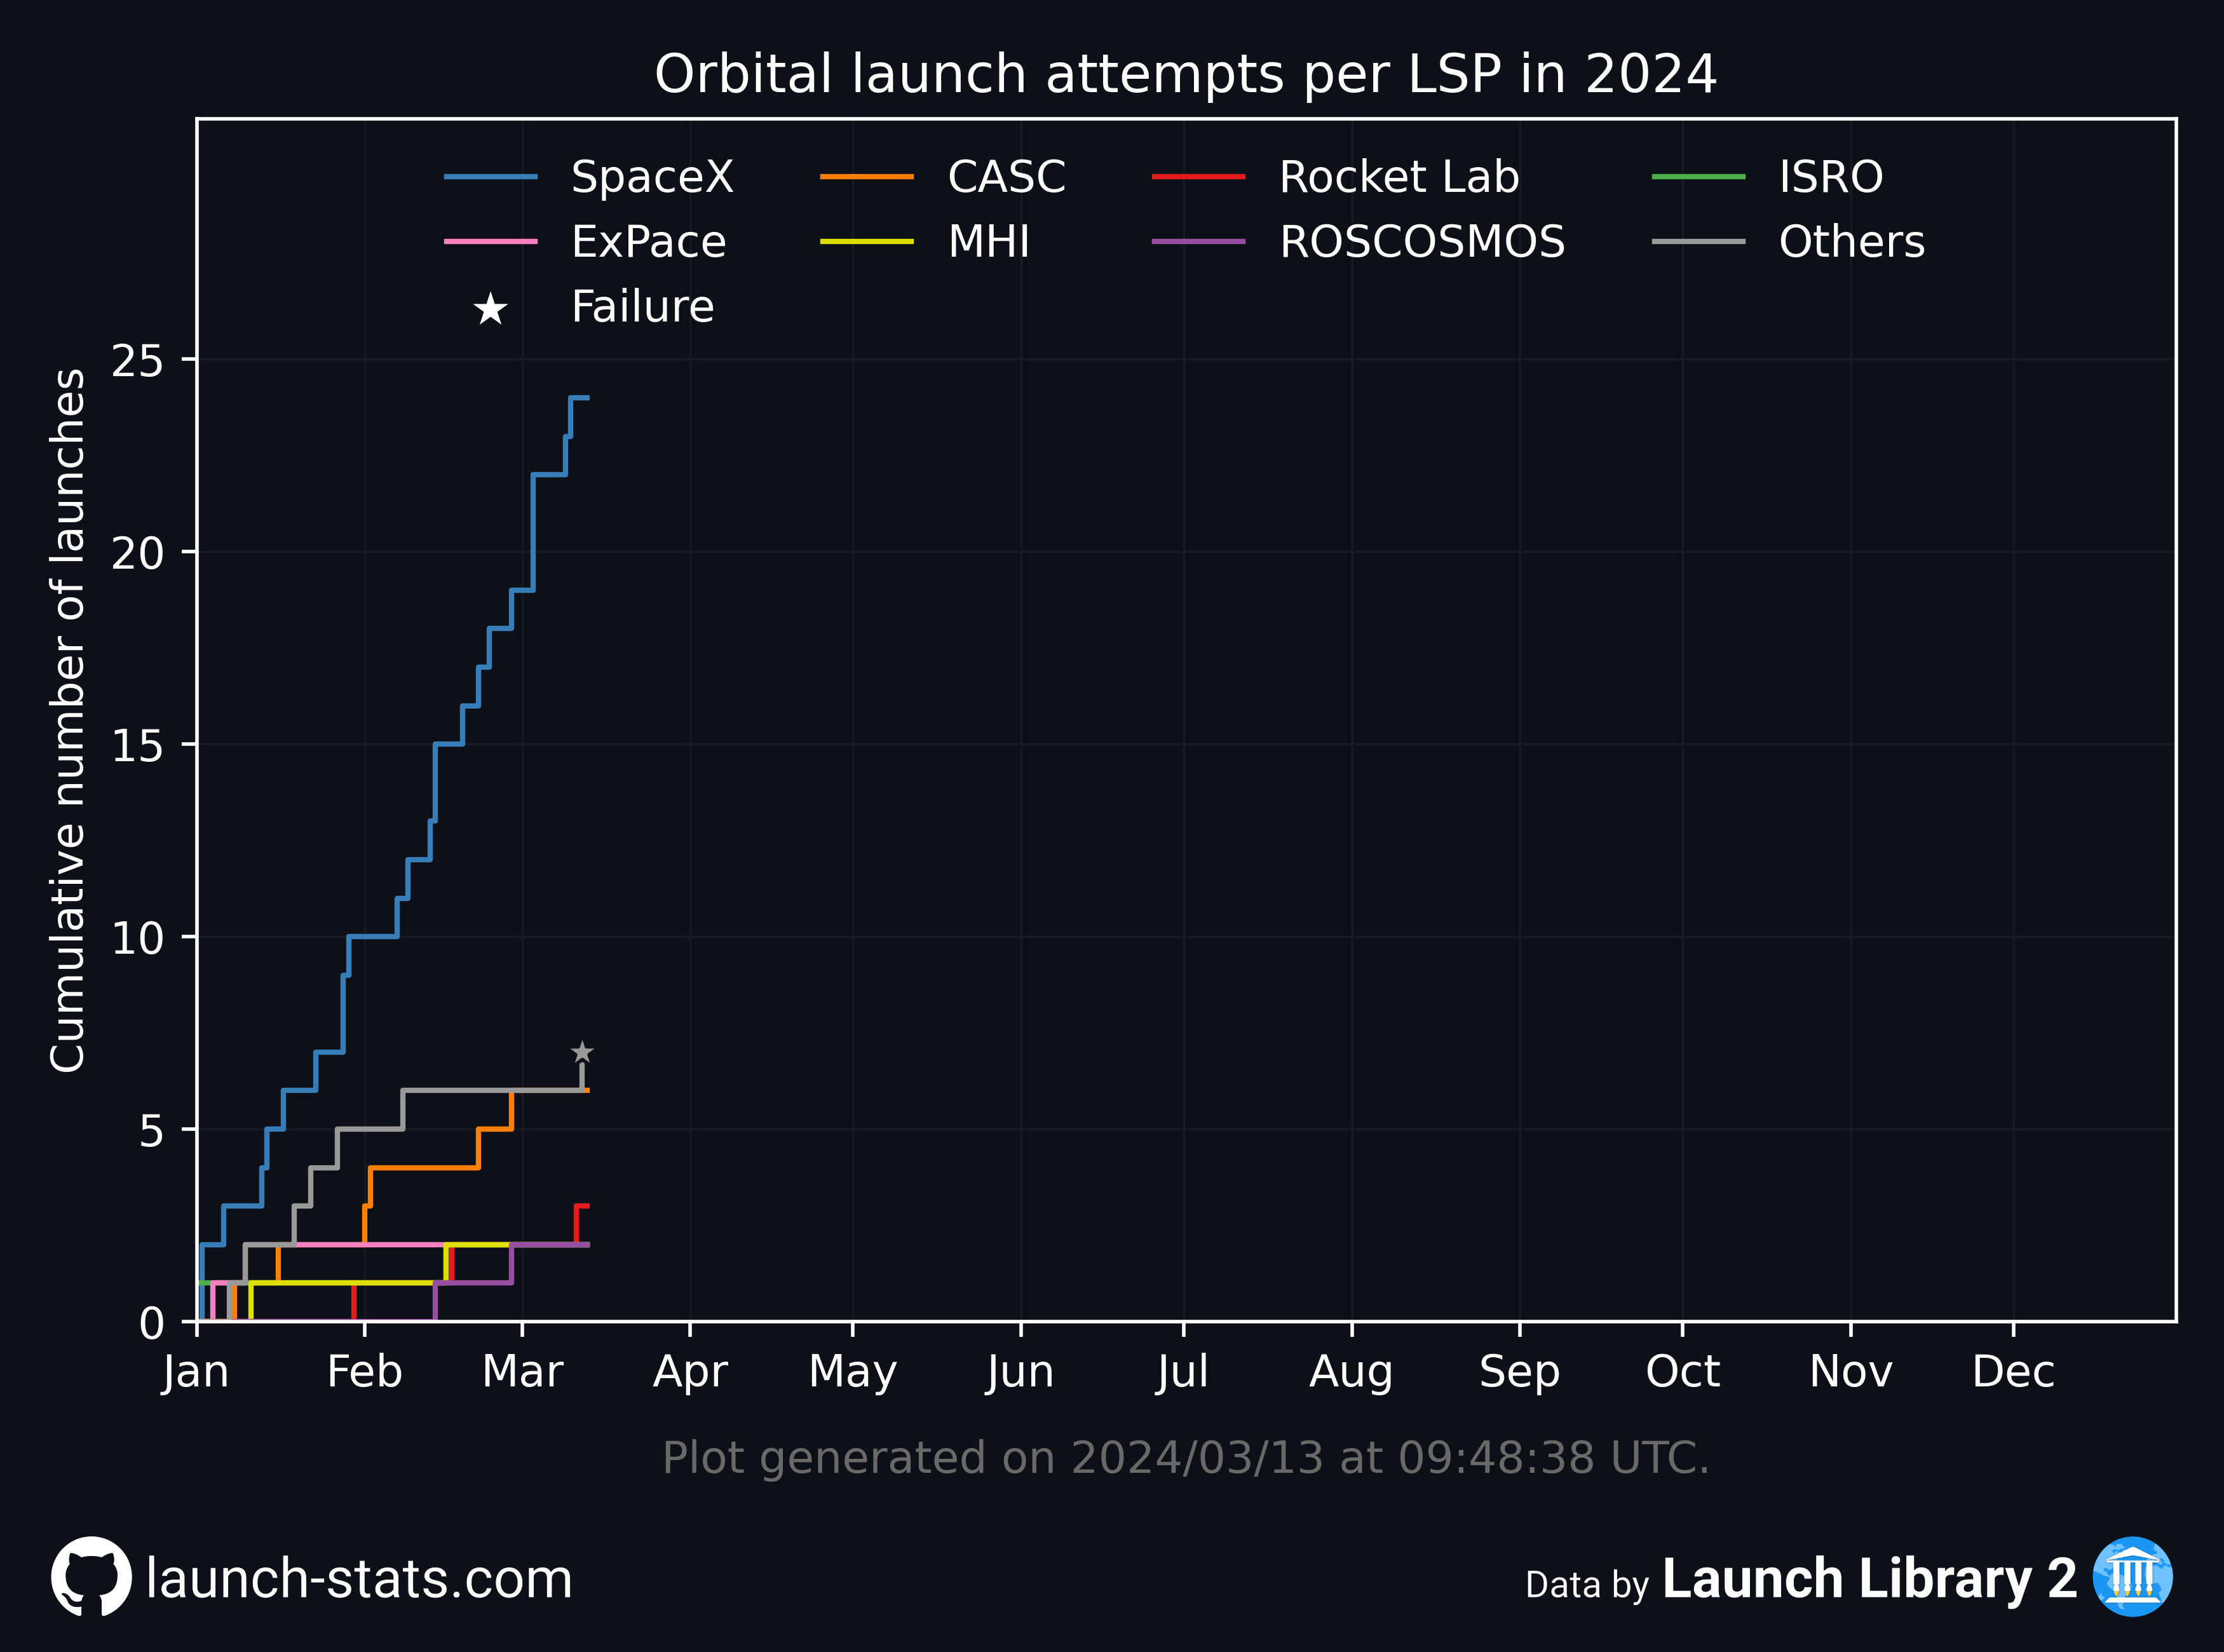 Orbital launch attempts per LSP in 2024
SpaceX CASC Rocket Lab ISRO
ExPace MHI ROSCOSMOS Others
Failure
Cumulative number of launches
25
20
15
10
5
0
Jan Feb Mar Apr May Jun Jul Aug Sep Oct Nov Dec
Plot generated on 2024/03/13 at 09:48:38 UTC.
launch-stats.com
Data by Launch Library 2